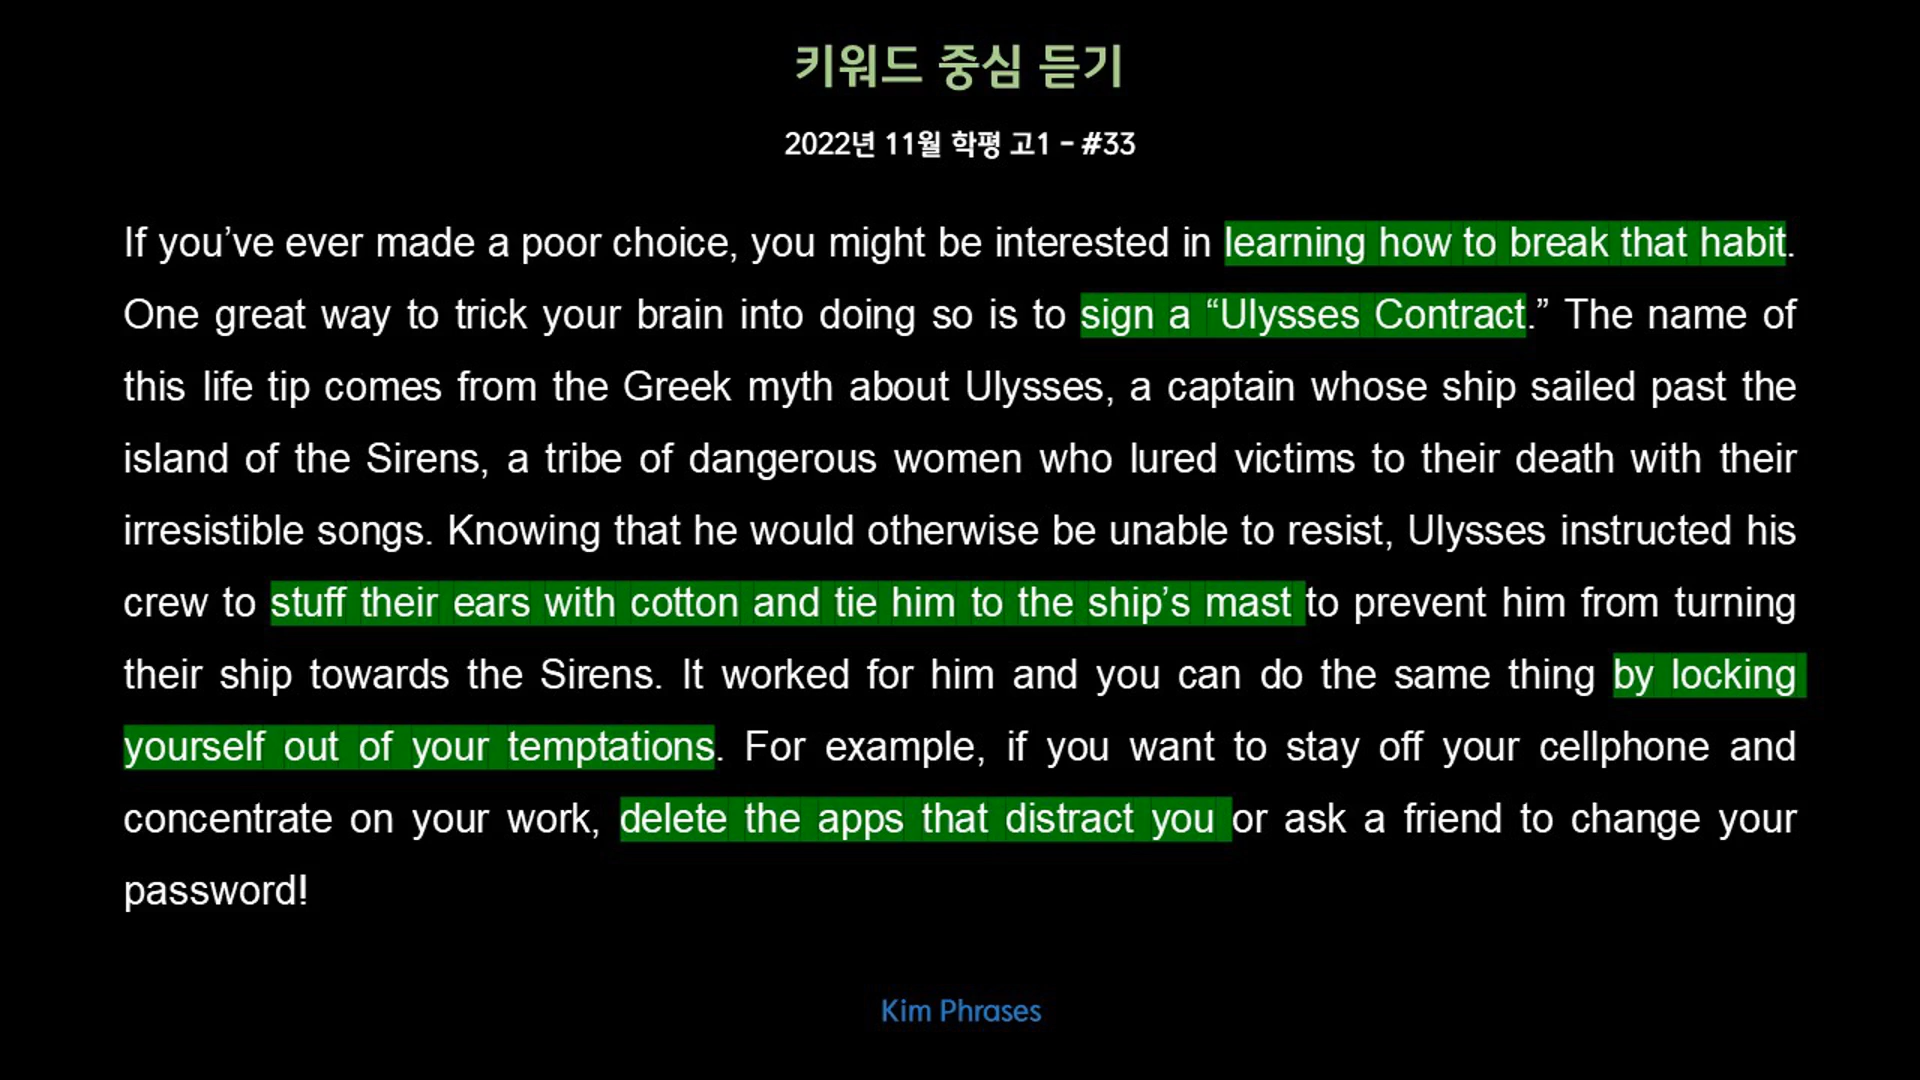 키워드 중심 듣기
2022년 11월 학평 고1 – #33
If you’ve ever made a poor choice, you might be interested in learning how to break that habit.
One great way to trick your brain into doing so is to sign a “Ulysses Contract.” The name of
this life tip comes from the Greek myth about Ulysses, a captain whose ship sailed past the
island of the Sirens, a tribe of dangerous women who lured victims to their death with their
irresistible songs. Knowing that he would otherwise be unable to resist, Ulysses instructed his
crew to stuff their ears with cotton and tie him to the ship’s mast to prevent him from turning
their ship towards the Sirens. It worked for him and you can do the same thing by locking
yourself out of your temptations. For example, if you want to stay off your cellphone and
concentrate on your work, delete the apps that distract you or ask a friend to change your
password!
Kim Phrases